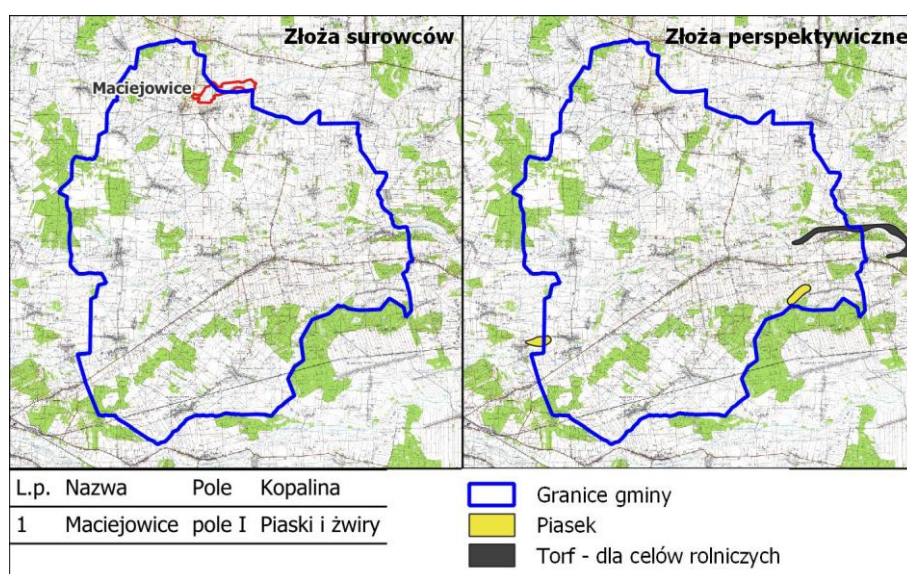 Złoża surowców
Złoża perspektywiczne
Maciejowice
L.p. Nazwa Pole Kopalina
1 Maciejowice pole I Piaski i żwiry
Granice gminy
Piasek
Torf - dla celów rolniczych